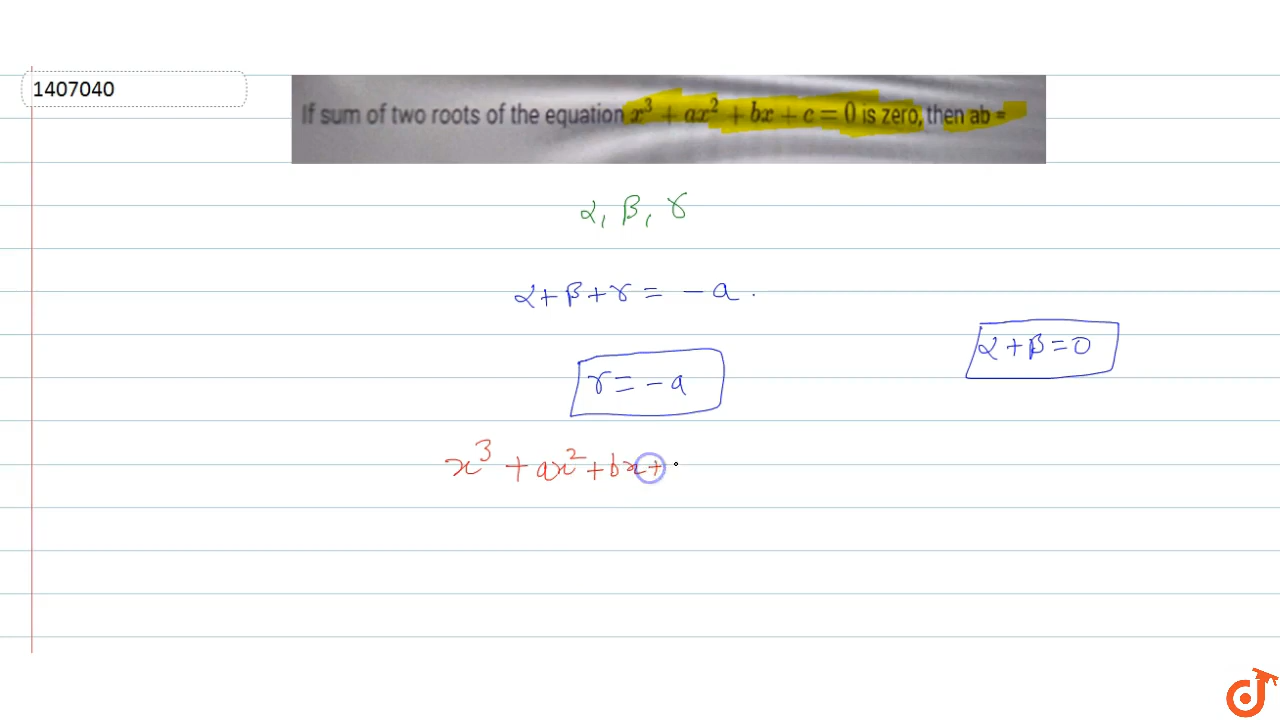 1407040
If sum of two roots of the equation x³ + ax² + bx + c = 0 is zero, then ab =
α, β, γ
α + β + γ = -a.
α + β = 0
γ = -a
x³ + ax² + bx +